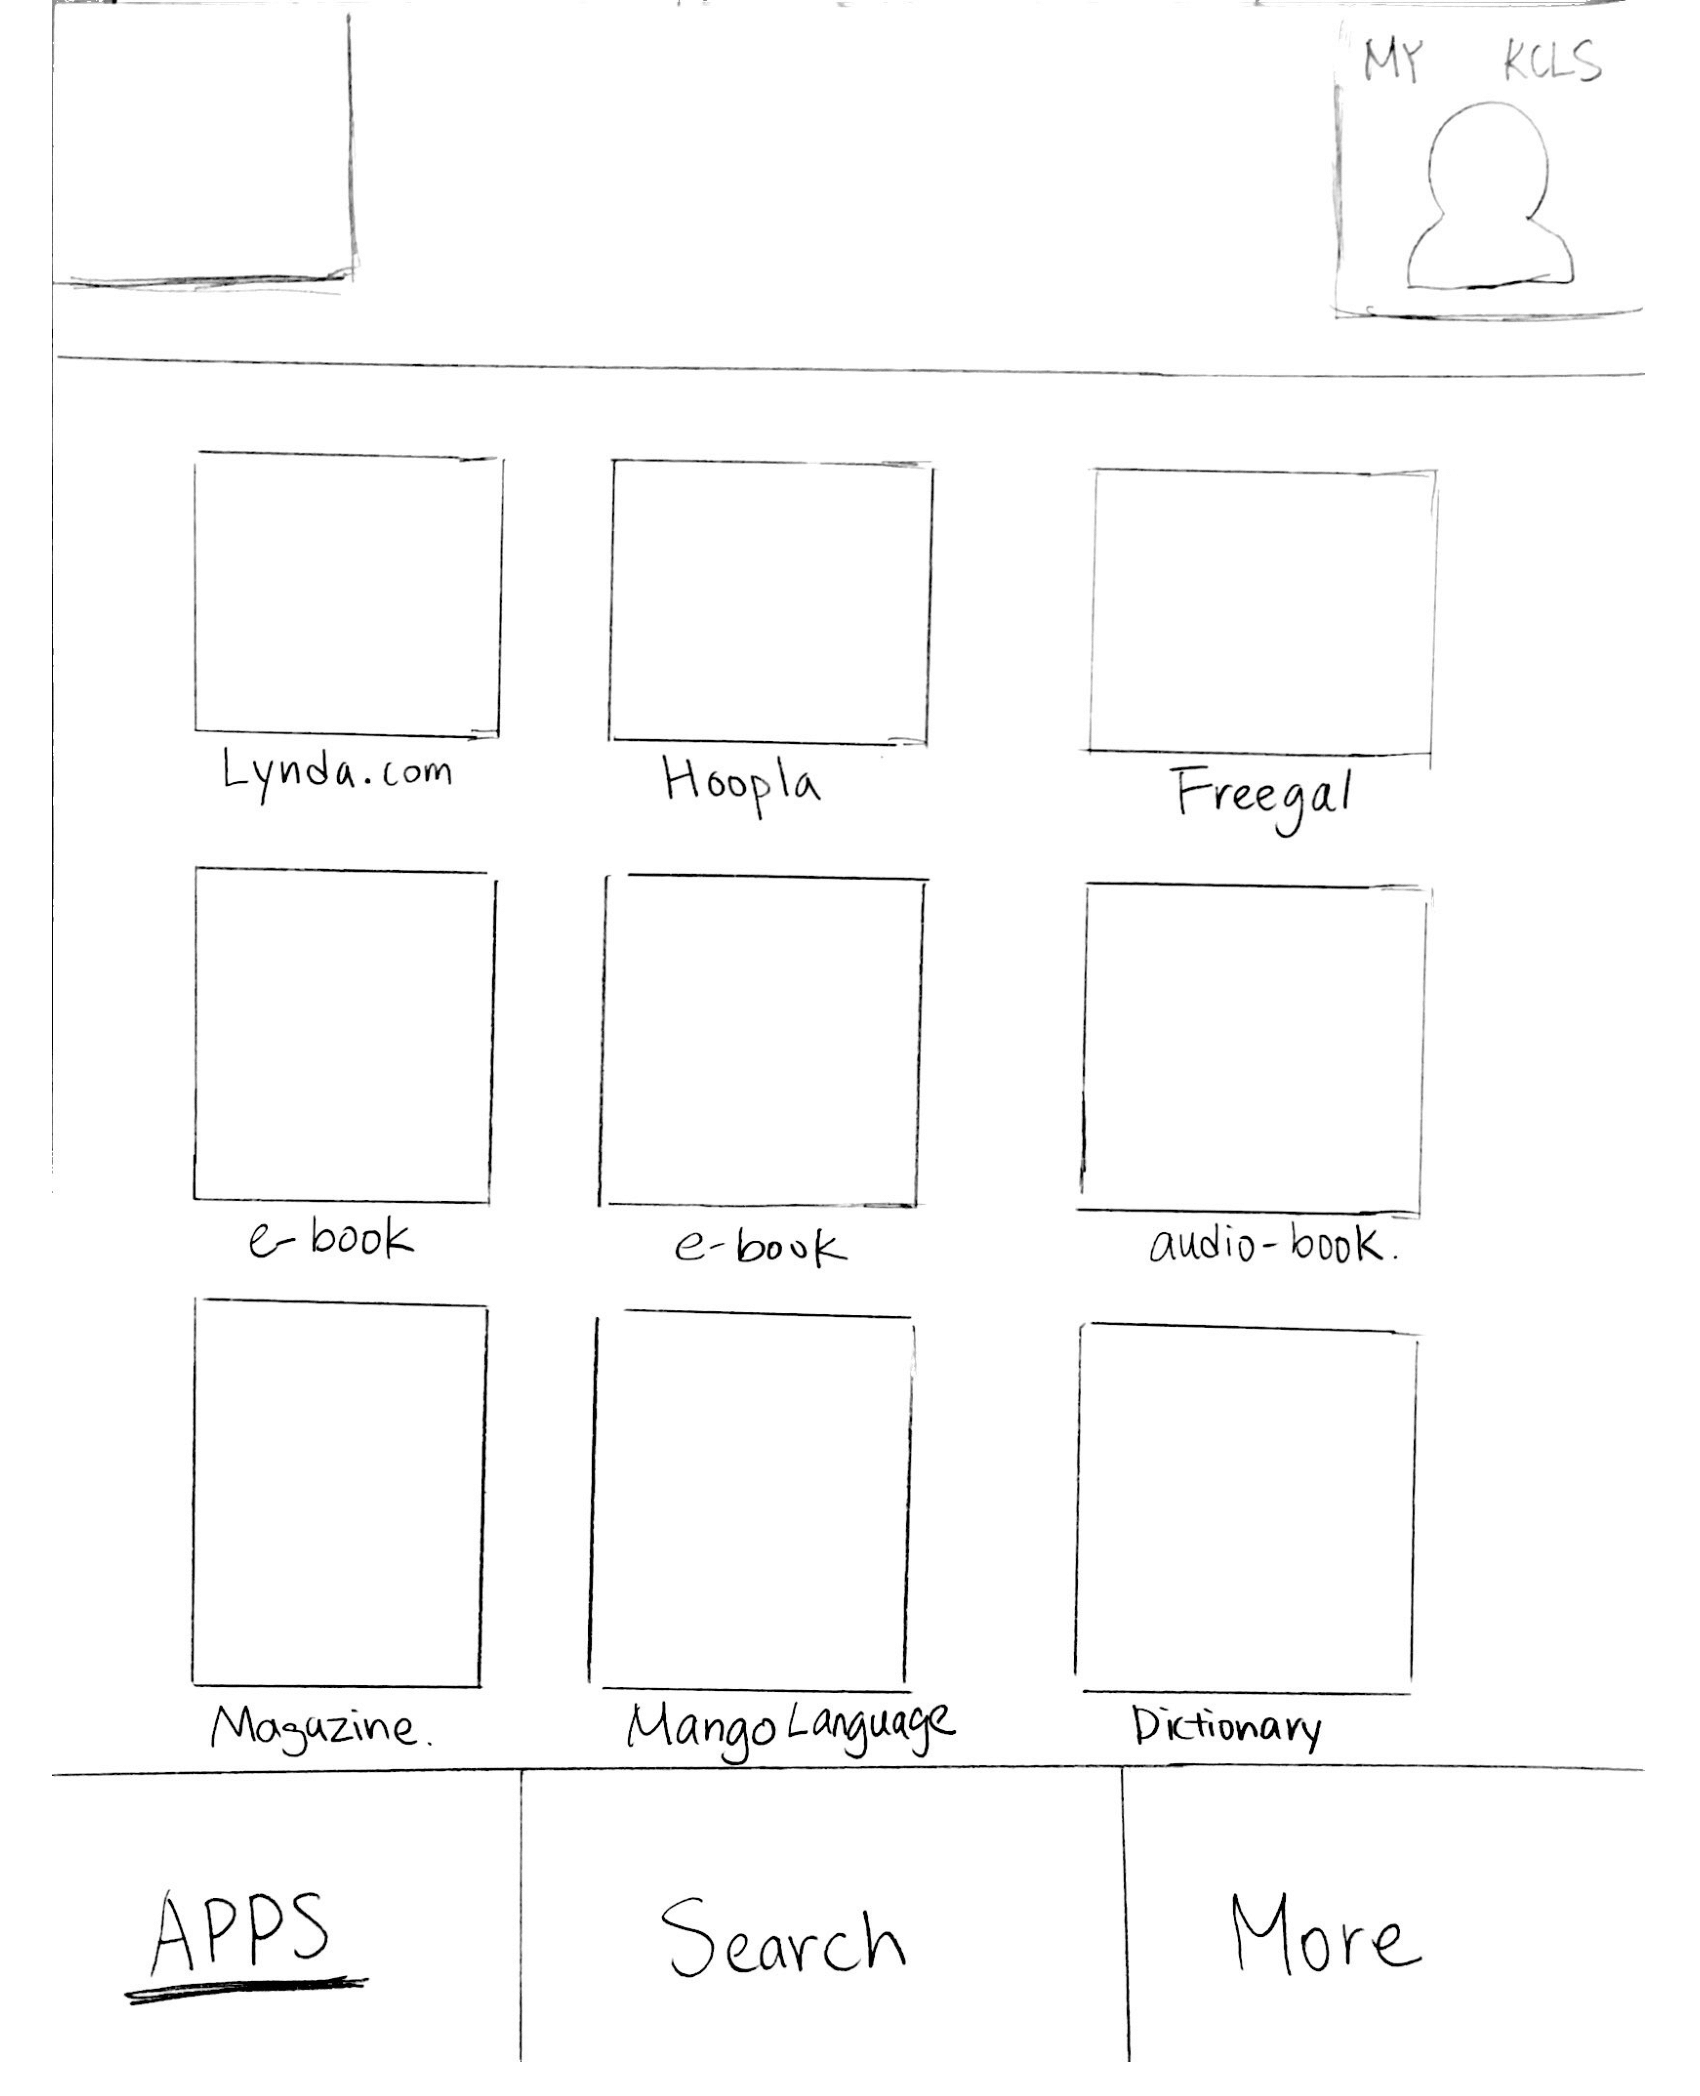 MY KCLS
Lynda.com
Hoopla
Freegal
e-book
e-book
audio-book.
Magazine.
Mango Language
Dictionary
APPS
Search
More